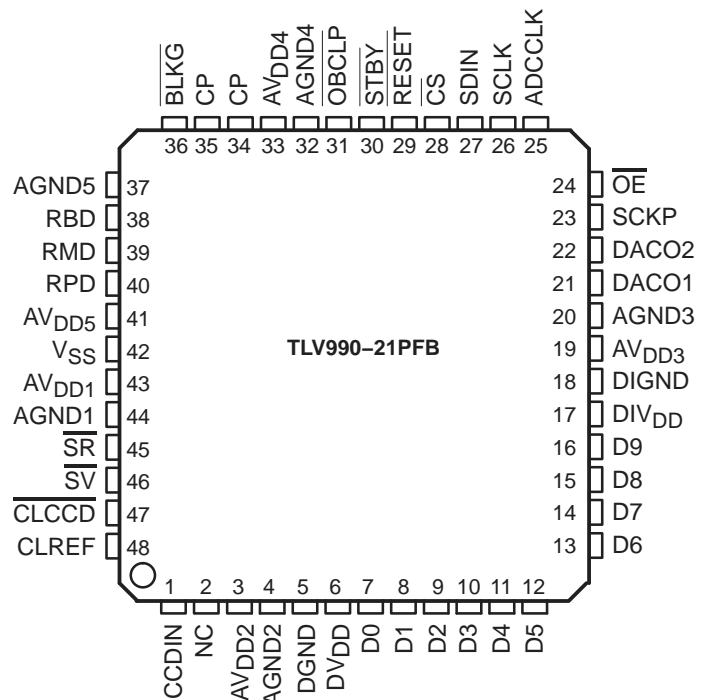 BLKG
CP
CP
AVDD4
AGND4
OBCLP
STBY
RESET
CS
SDIN
SCLK
ADCCLK
36 35 34 33 32 31 30 29 28 27 26 25
AGND5 37
RBD 38
RMD 39
RPD 40
AVDD5 41
VSS 42
AVDD1 43
AGND1 44
SR 45
SV 46
CLCCD 47
CLREF 48
TLV990–21PFB
24 OE
23 SCKP
22 DACO2
21 DACO1
20 AGND3
19 AVDD3
18 DIGND
17 DIVDD
16 D9
15 D8
14 D7
13 D6
1 2 3 4 5 6 7 8 9 10 11 12
CCDIN
NC
AVDD2
AGND2
DGND
DVDD
D0
D1
D2
D3
D4
D5